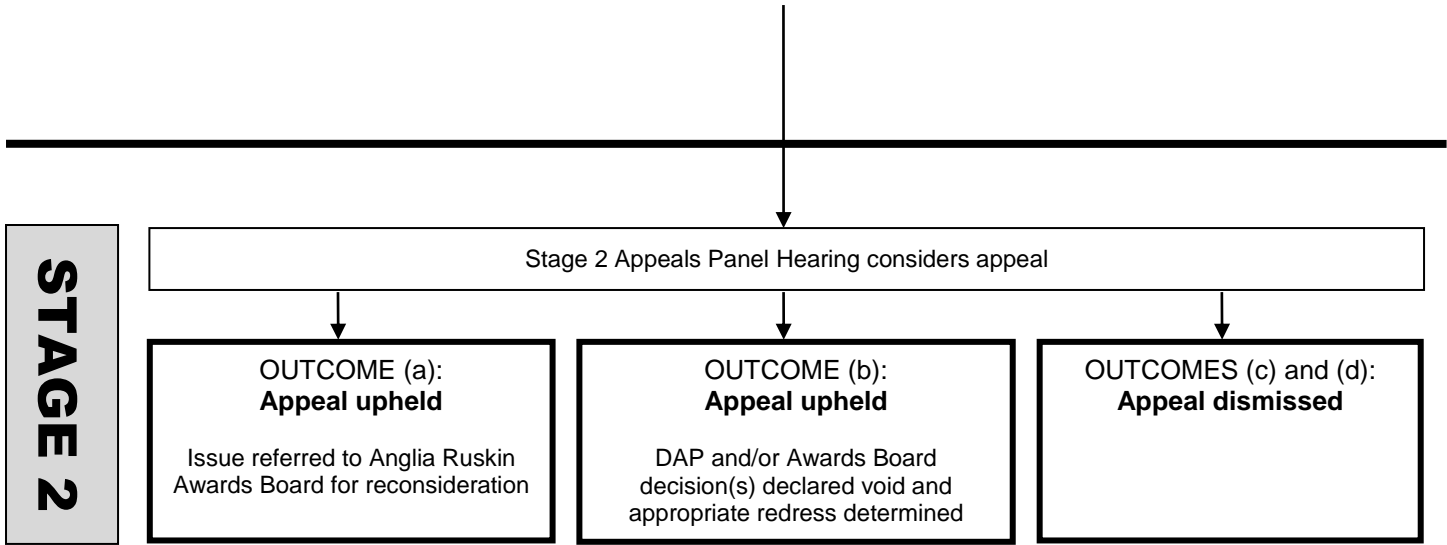 STAGE 2
Stage 2 Appeals Panel Hearing considers appeal
OUTCOME (a):
Appeal upheld
Issue referred to Anglia Ruskin
Awards Board for reconsideration
OUTCOME (b):
Appeal upheld
DAP and/or Awards Board
decision(s) declared void and
appropriate redress determined
OUTCOMES (c) and (d):
Appeal dismissed